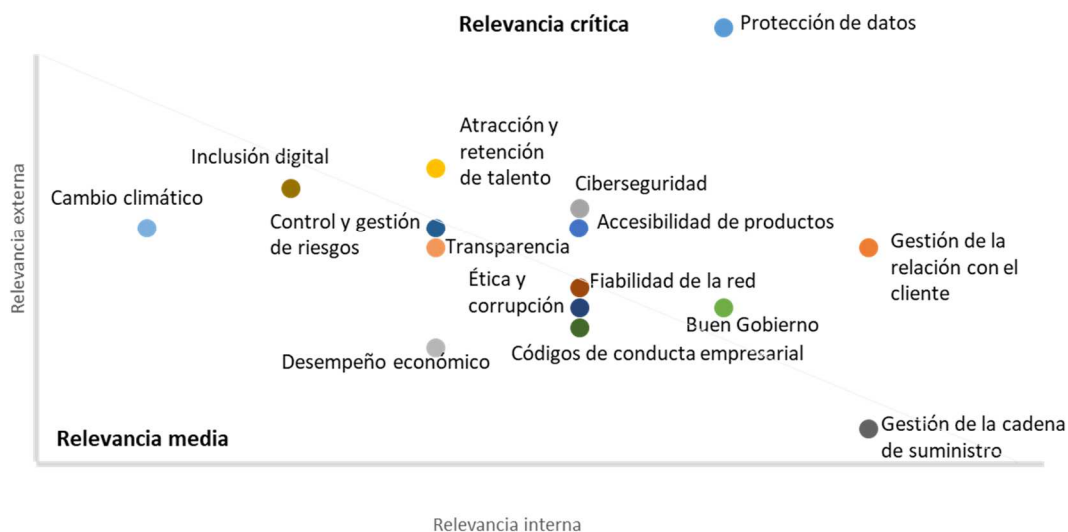 Relevancia crítica
Protección de datos
Atracción y
retención
de talento
Inclusión digital
Ciberseguridad
Cambio climático
Control y gestión
de riesgos
Accesibilidad de productos
Transparencia
Gestión de la
relación con el
cliente
Ética y
corrupción
Fiabilidad de la red
Buen Gobierno
Códigos de conducta empresarial
Desempeño económico
Relevancia media
Gestión de la cadena
de suministro
Relevancia externa
Relevancia interna